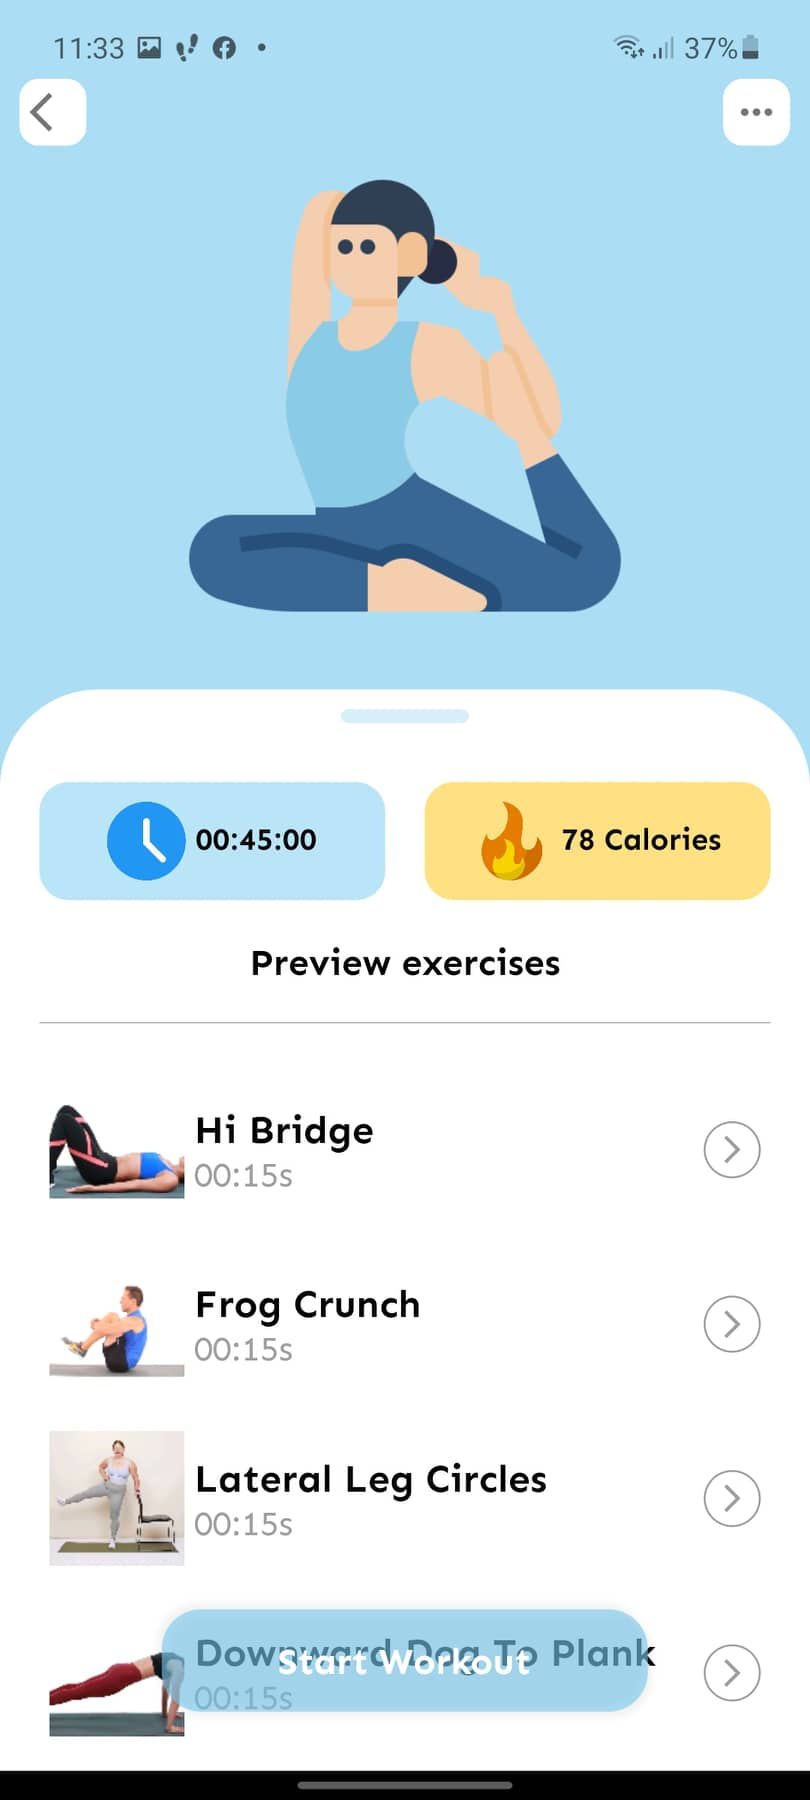 11:33
37%
00:45:00
78 Calories
Preview exercises
Hi Bridge
00:15s
Frog Crunch
00:15s
Lateral Leg Circles
00:15s
Downward Dog To Plank
Start Workout
00:15s